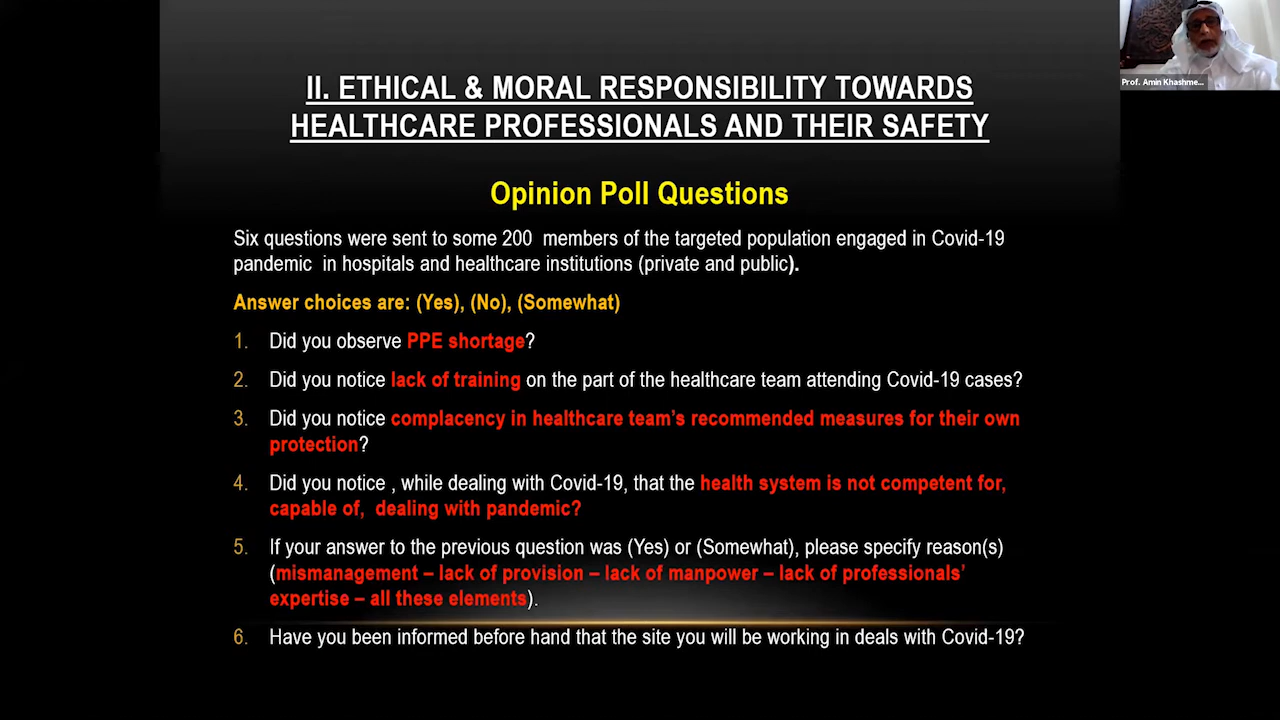 II. ETHICAL & MORAL RESPONSIBILITY TOWARDS
HEALTHCARE PROFESSIONALS AND THEIR SAFETY
Opinion Poll Questions
Six questions were sent to some 200 members of the targeted population engaged in Covid-19
pandemic in hospitals and healthcare institutions (private and public).
Answer choices are: (Yes), (No), (Somewhat)
1. Did you observe PPE shortage?
2. Did you notice lack of training on the part of the healthcare team attending Covid-19 cases?
3. Did you notice complacency in healthcare team's recommended measures for their own
protection?
4. Did you notice , while dealing with Covid-19, that the health system is not competent for,
capable of, dealing with pandemic?
5. If your answer to the previous question was (Yes) or (Somewhat), please specify reason(s)
(mismanagement – lack of provision – lack of manpower – lack of professionals'
expertise – all these elements).
6. Have you been informed before hand that the site you will be working in deals with Covid-19?
Prof. Amin Khashme...